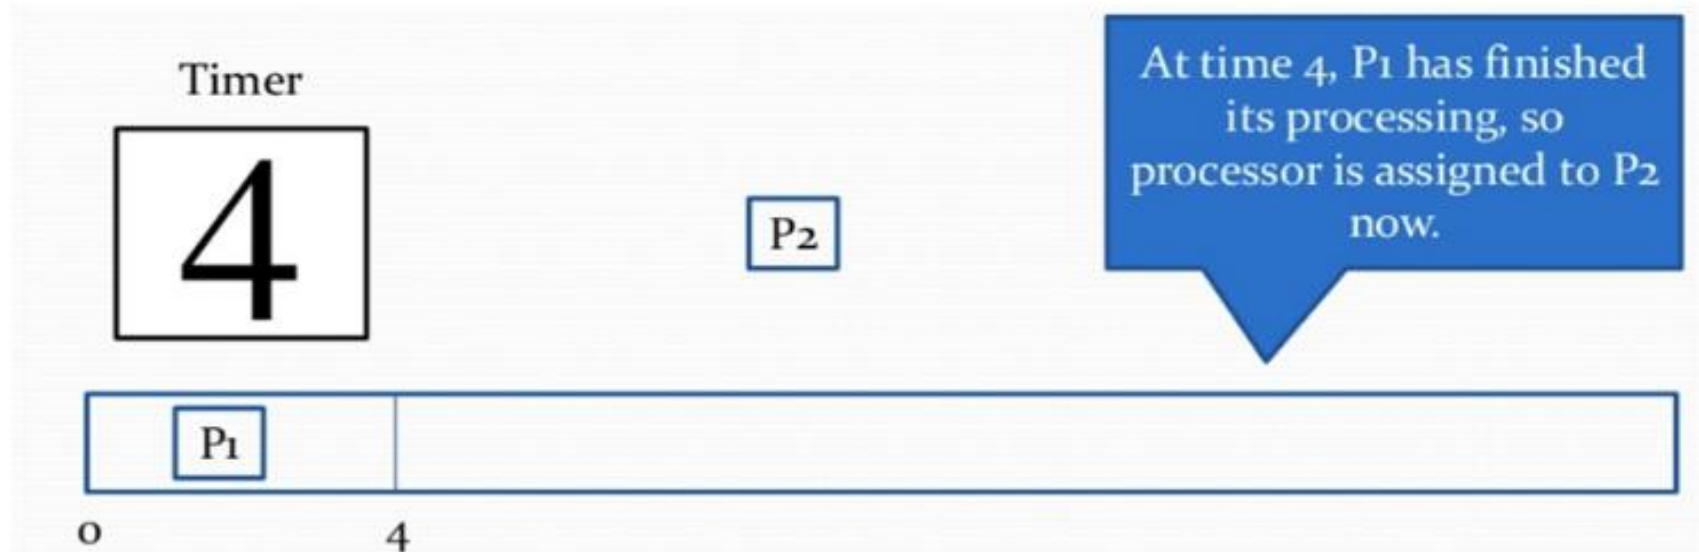 Timer
4
P2
At time 4, P1 has finished
its processing, so
processor is assigned to P2
now.
P1
0 4